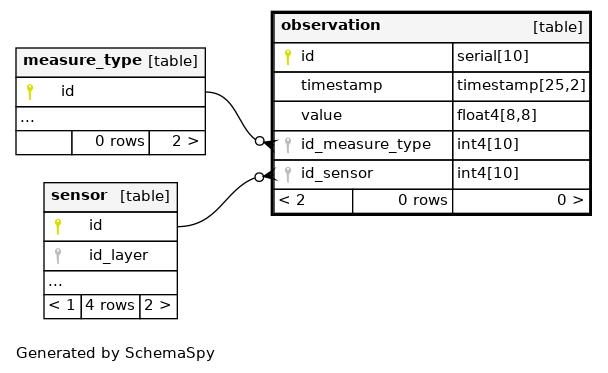 measure_type [table]
id
...
0 rows 2 >
sensor [table]
id
id_layer
...
< 1 4 rows 2 >
observation [table]
id serial[10]
timestamp timestamp[25,2]
value float4[8,8]
id_measure_type int4[10]
id_sensor int4[10]
< 2 0 rows 0 >
Generated by SchemaSpy